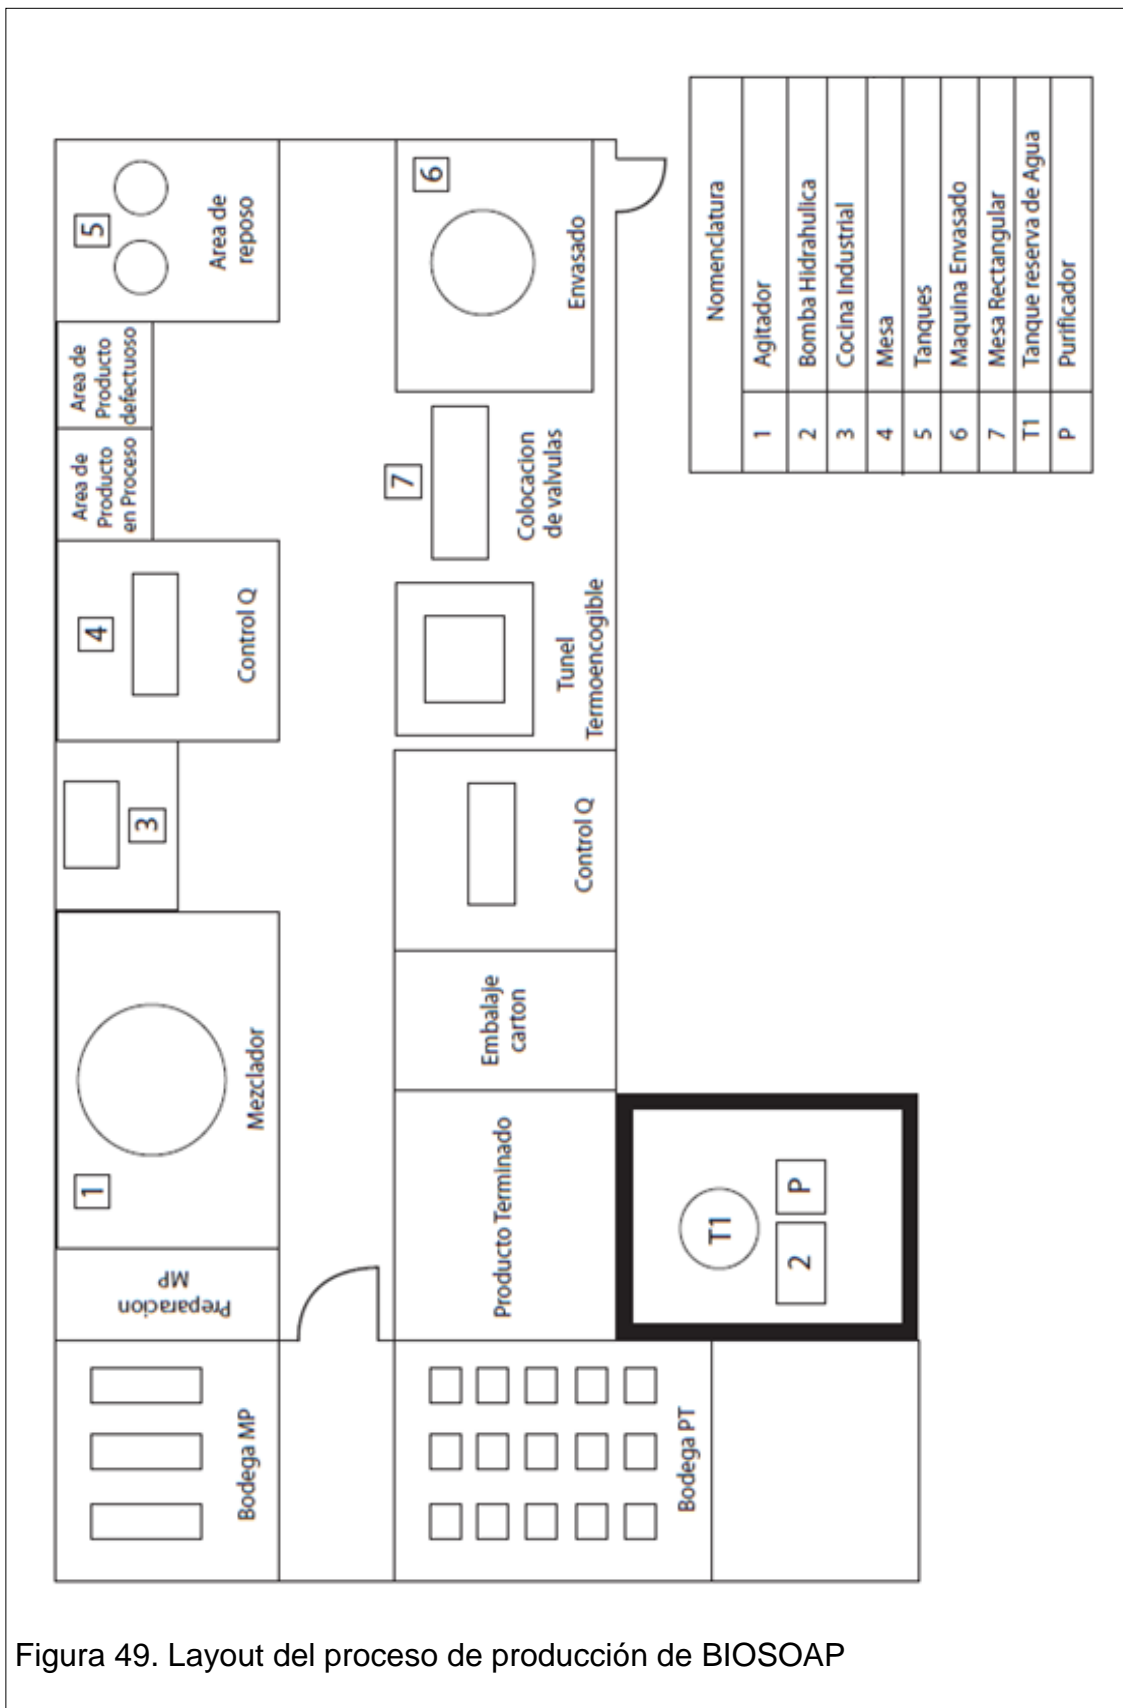 5
Area de
reposo
Area de
Producto
defectuoso
Area de
Producto
en Proceso
4
Control Q
3
1
Mezclador
Preparacion
MP
Bodega MP
6
Envasado
7
Colocacion
de valvulas
Tunel
Termoencogible
Control Q
Embalaje
carton
Producto Terminado
Bodega PT
T1
2
P
Nomenclatura
1 Agitador
2 Bomba Hidrahulica
3 Cocina Industrial
4 Mesa
5 Tanques
6 Maquina Envasado
7 Mesa Rectangular
T1 Tanque reserva de Agua
P Purificador
Figura 49. Layout del proceso de producción de BIOSOAP